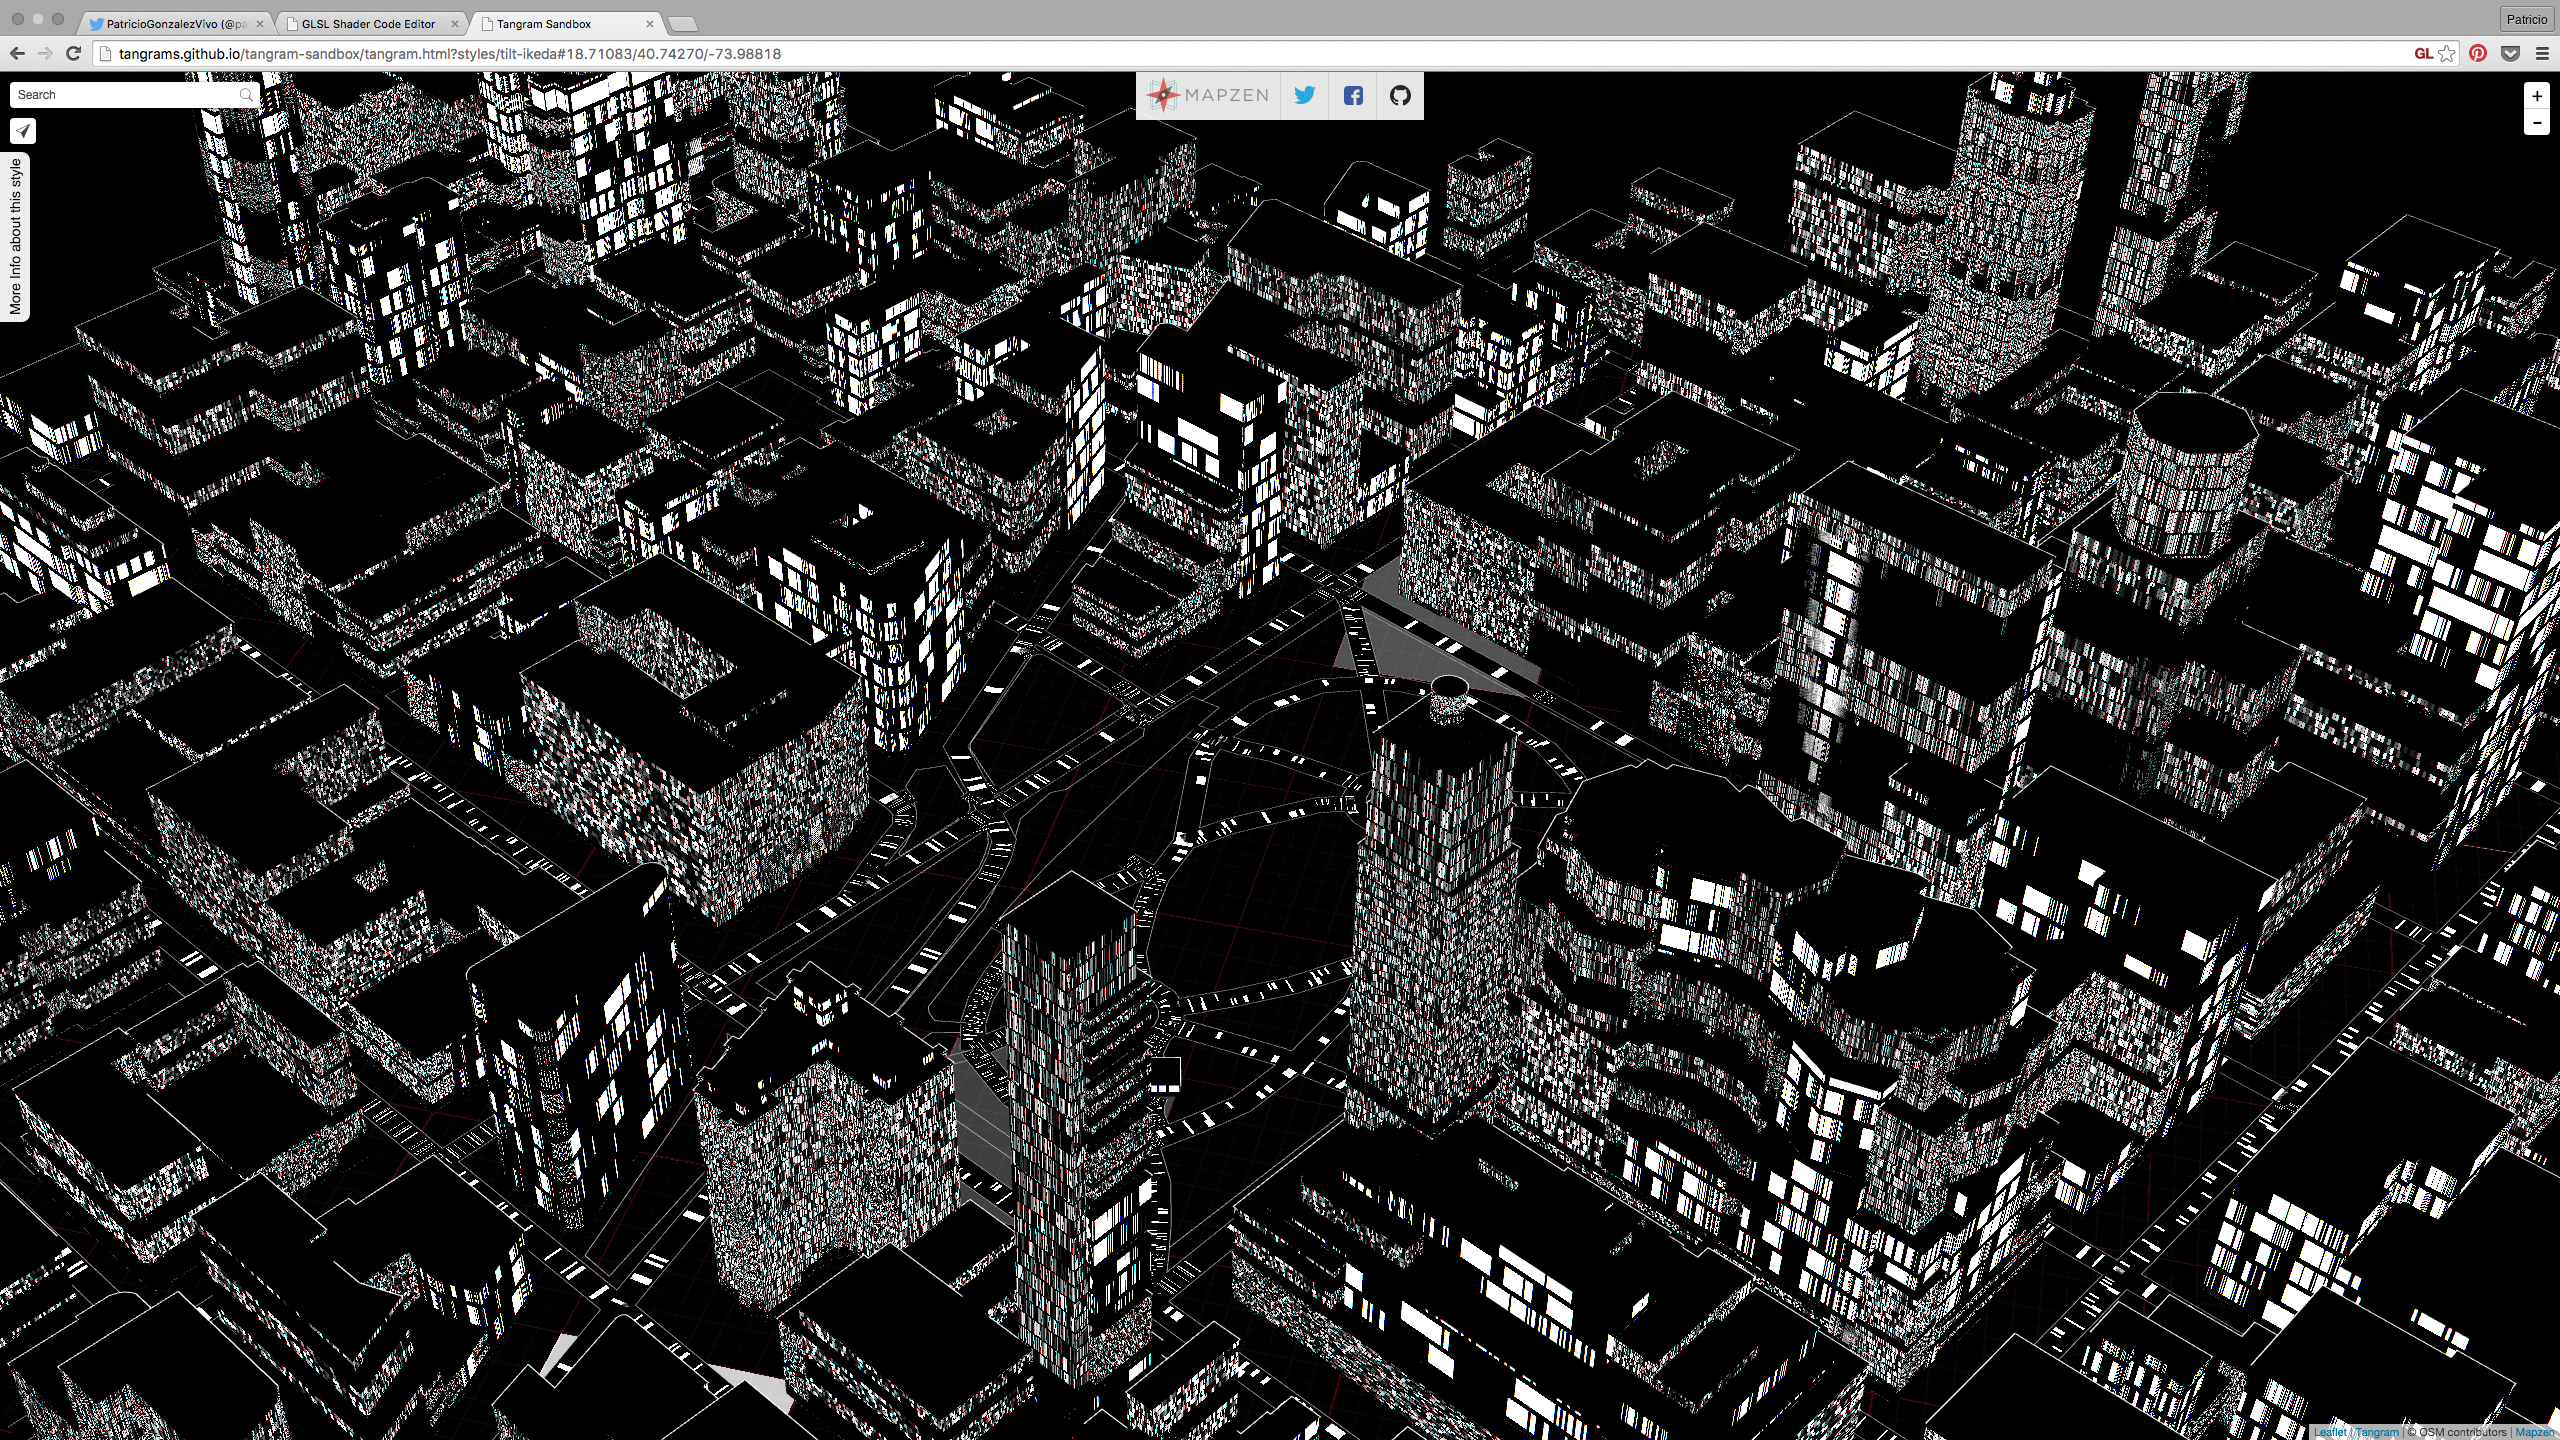 PatricioGonzalezVivo (@pa
GLSL Shader Code Editor
Tangram Sandbox
Patricio
tangrams.github.io/tangram-sandbox/tangram.html?styles/tilt-ikeda#18.71083/40.74270/-73.98818
GL
Search
MAPZEN
+
-
More Info about this style
Leaflet | Tangram | © OSM contributors | Mapzen